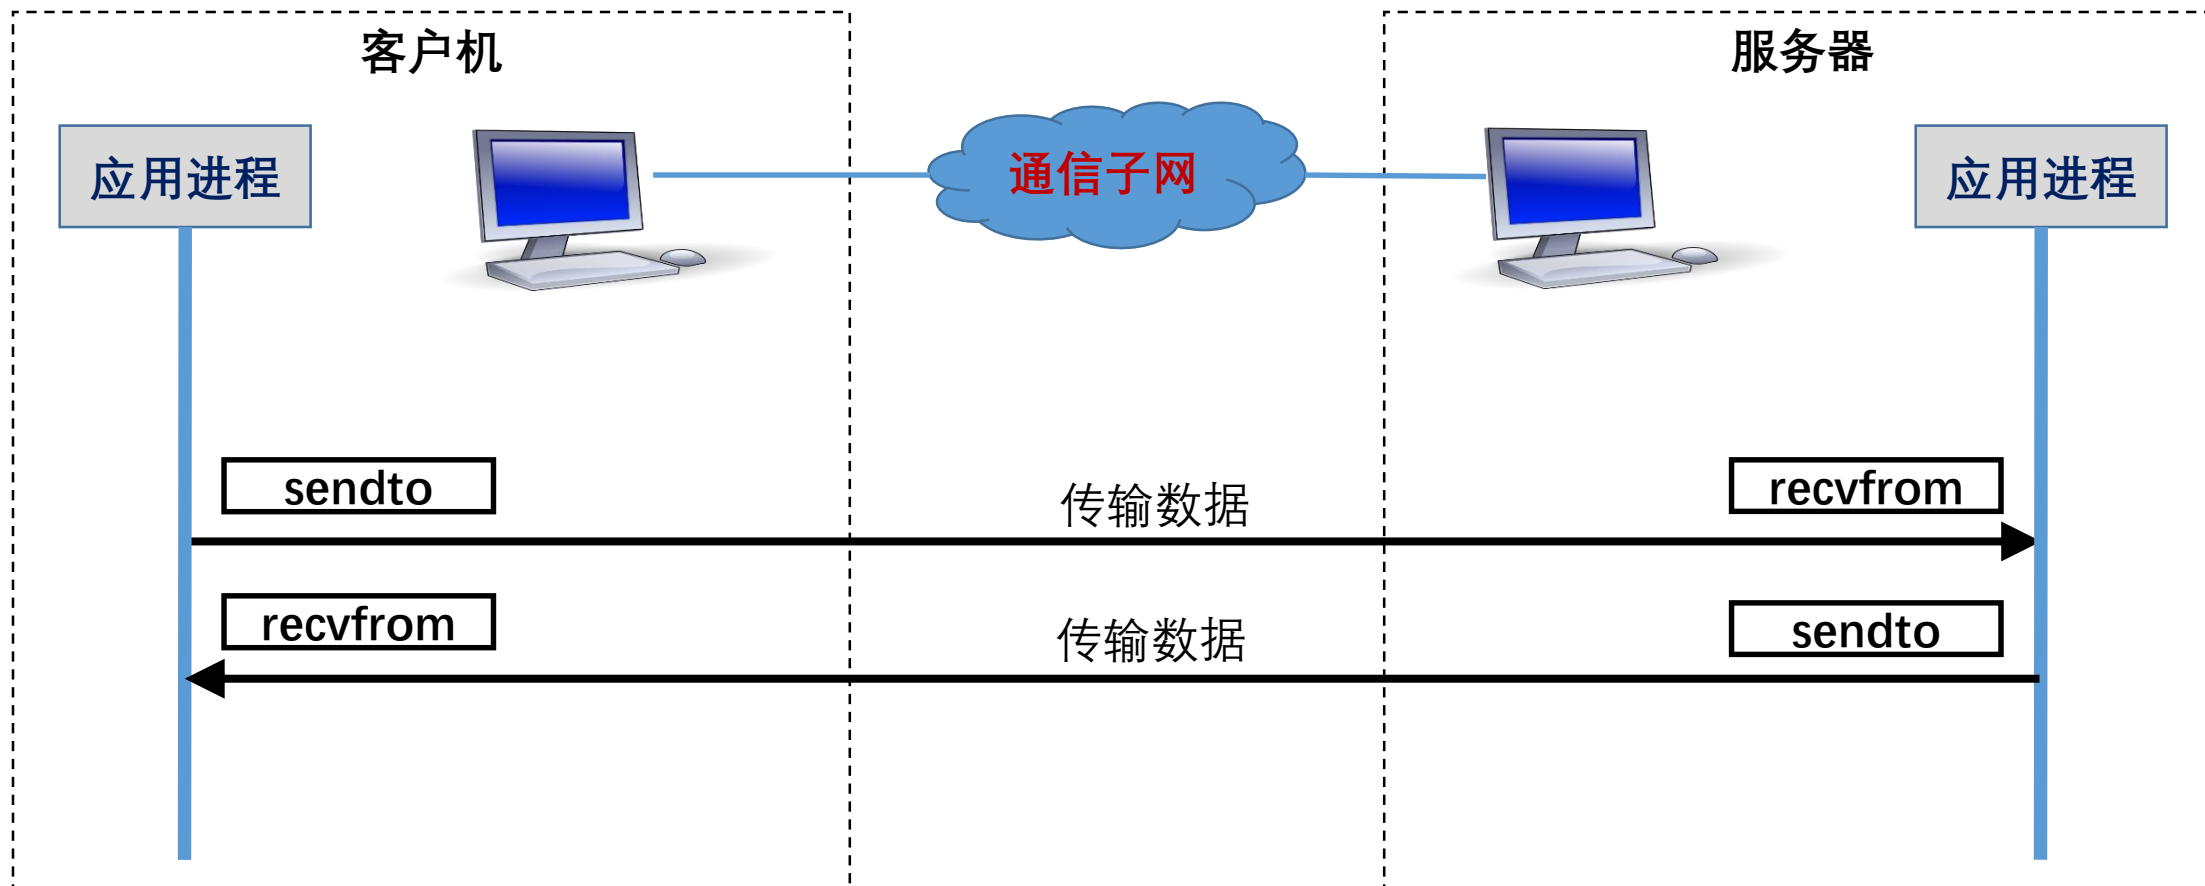 客户机
服务器
应用进程
通信子网
应用进程
sendto
传输数据
recvfrom
recvfrom
传输数据
sendto